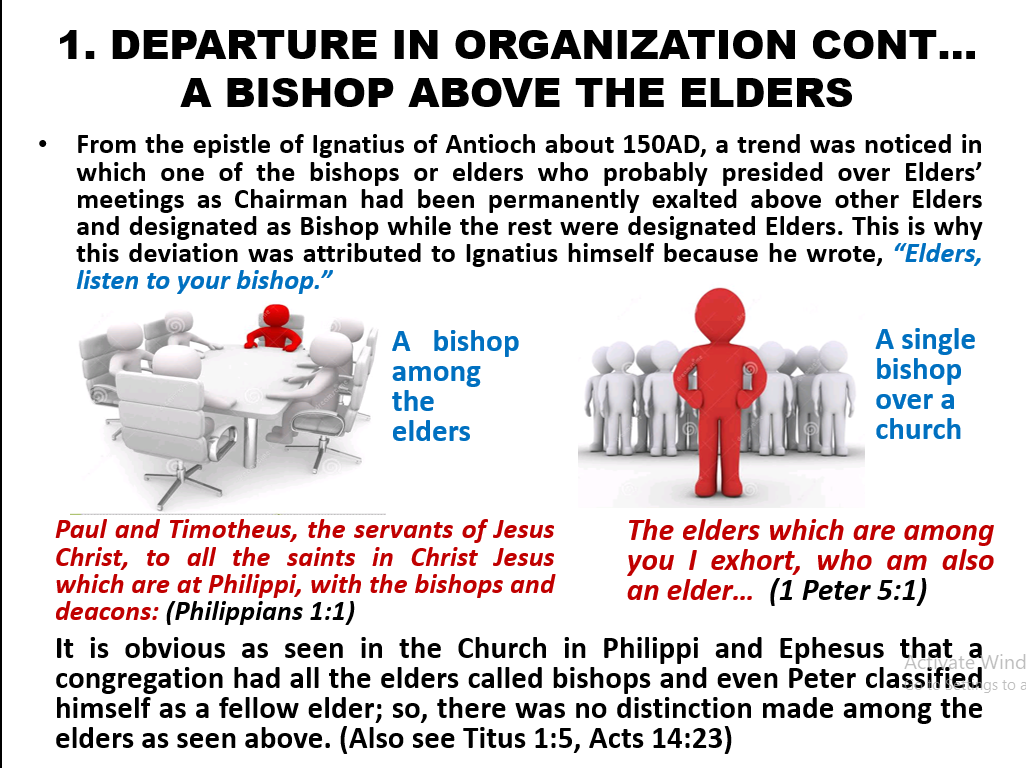 1. DEPARTURE IN ORGANIZATION CONT...
A BISHOP ABOVE THE ELDERS
• From the epistle of Ignatius of Antioch about 150AD, a trend was noticed in
which one of the bishops or elders who probably presided over Elders’
meetings as Chairman had been permanently exalted above other Elders
and designated as Bishop while the rest were designated Elders. This is why
this deviation was attributed to Ignatius himself because he wrote, “Elders,
listen to your bishop.”
A bishop
among
the
elders
A single
bishop
over a
church
Paul and Timotheus, the servants of Jesus
Christ, to all the saints in Christ Jesus
which are at Philippi, with the bishops and
deacons: (Philippians 1:1)
The elders which are among
you I exhort, who am also
an elder... (1 Peter 5:1)
It is obvious as seen in the Church in Philippi and Ephesus that a
congregation had all the elders called bishops and even Peter classified
himself as a fellow elder; so, there was no distinction made among the
elders as seen above. (Also see Titus 1:5, Acts 14:23)
Activate Wind
Go to Settings to a